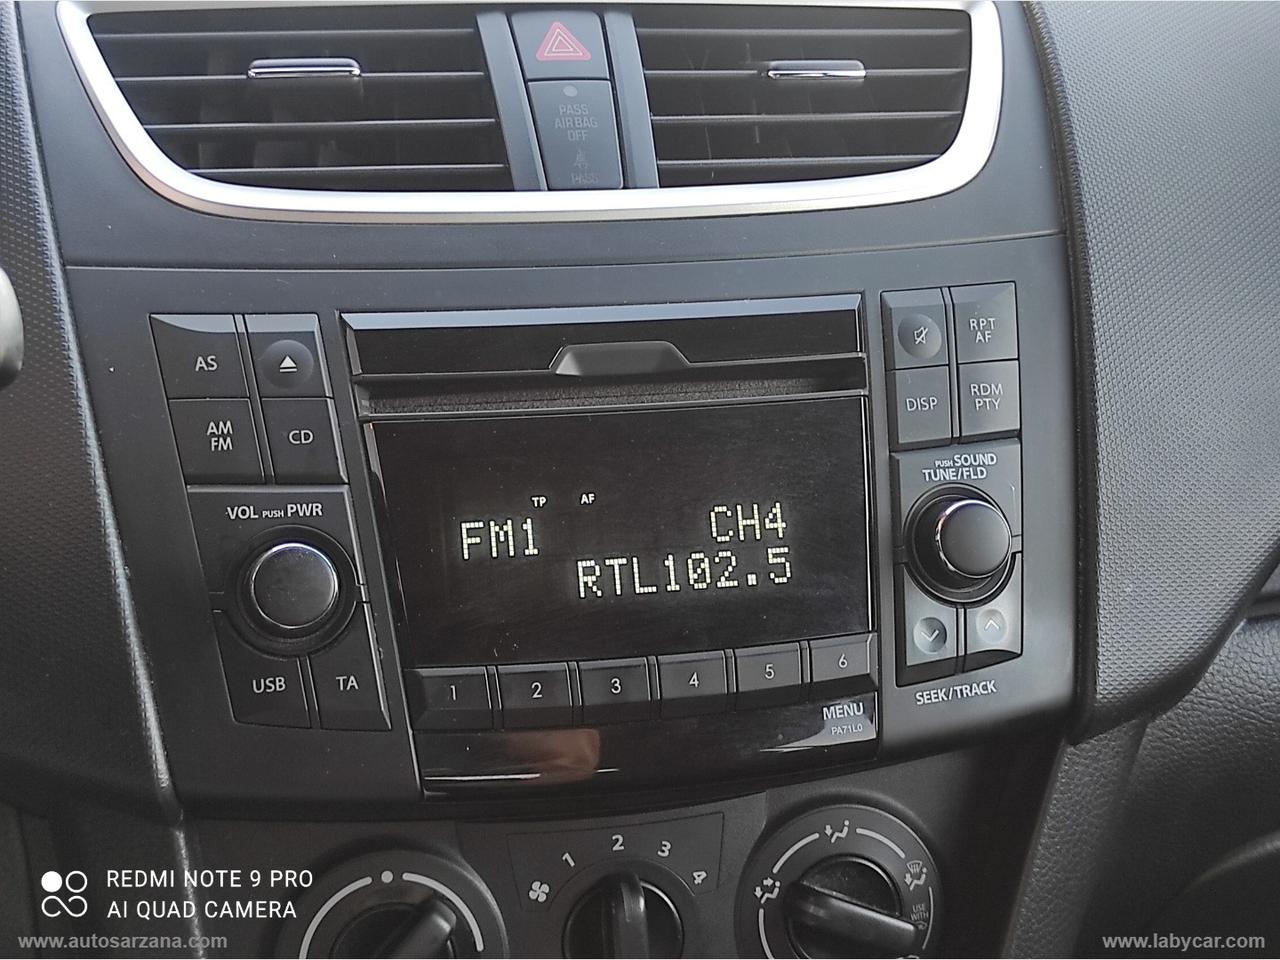 PASS
AIR BAG
OFF
PASS
AS
AM
FM
CD
RPT
AF
DISP
RDM
PTY
VOL PUSH PWR
PUSH SOUND
TUNE/FLD
TP AF
FM1 CH4
RTL102.5
USB
TA
1 2 3 4 5 6
MENU
PA71L0
SEEK/TRACK
1 2 3 4
USE
WITH
REDMI NOTE 9 PRO
AI QUAD CAMERA
www.autosarzana.com
www.labycar.com